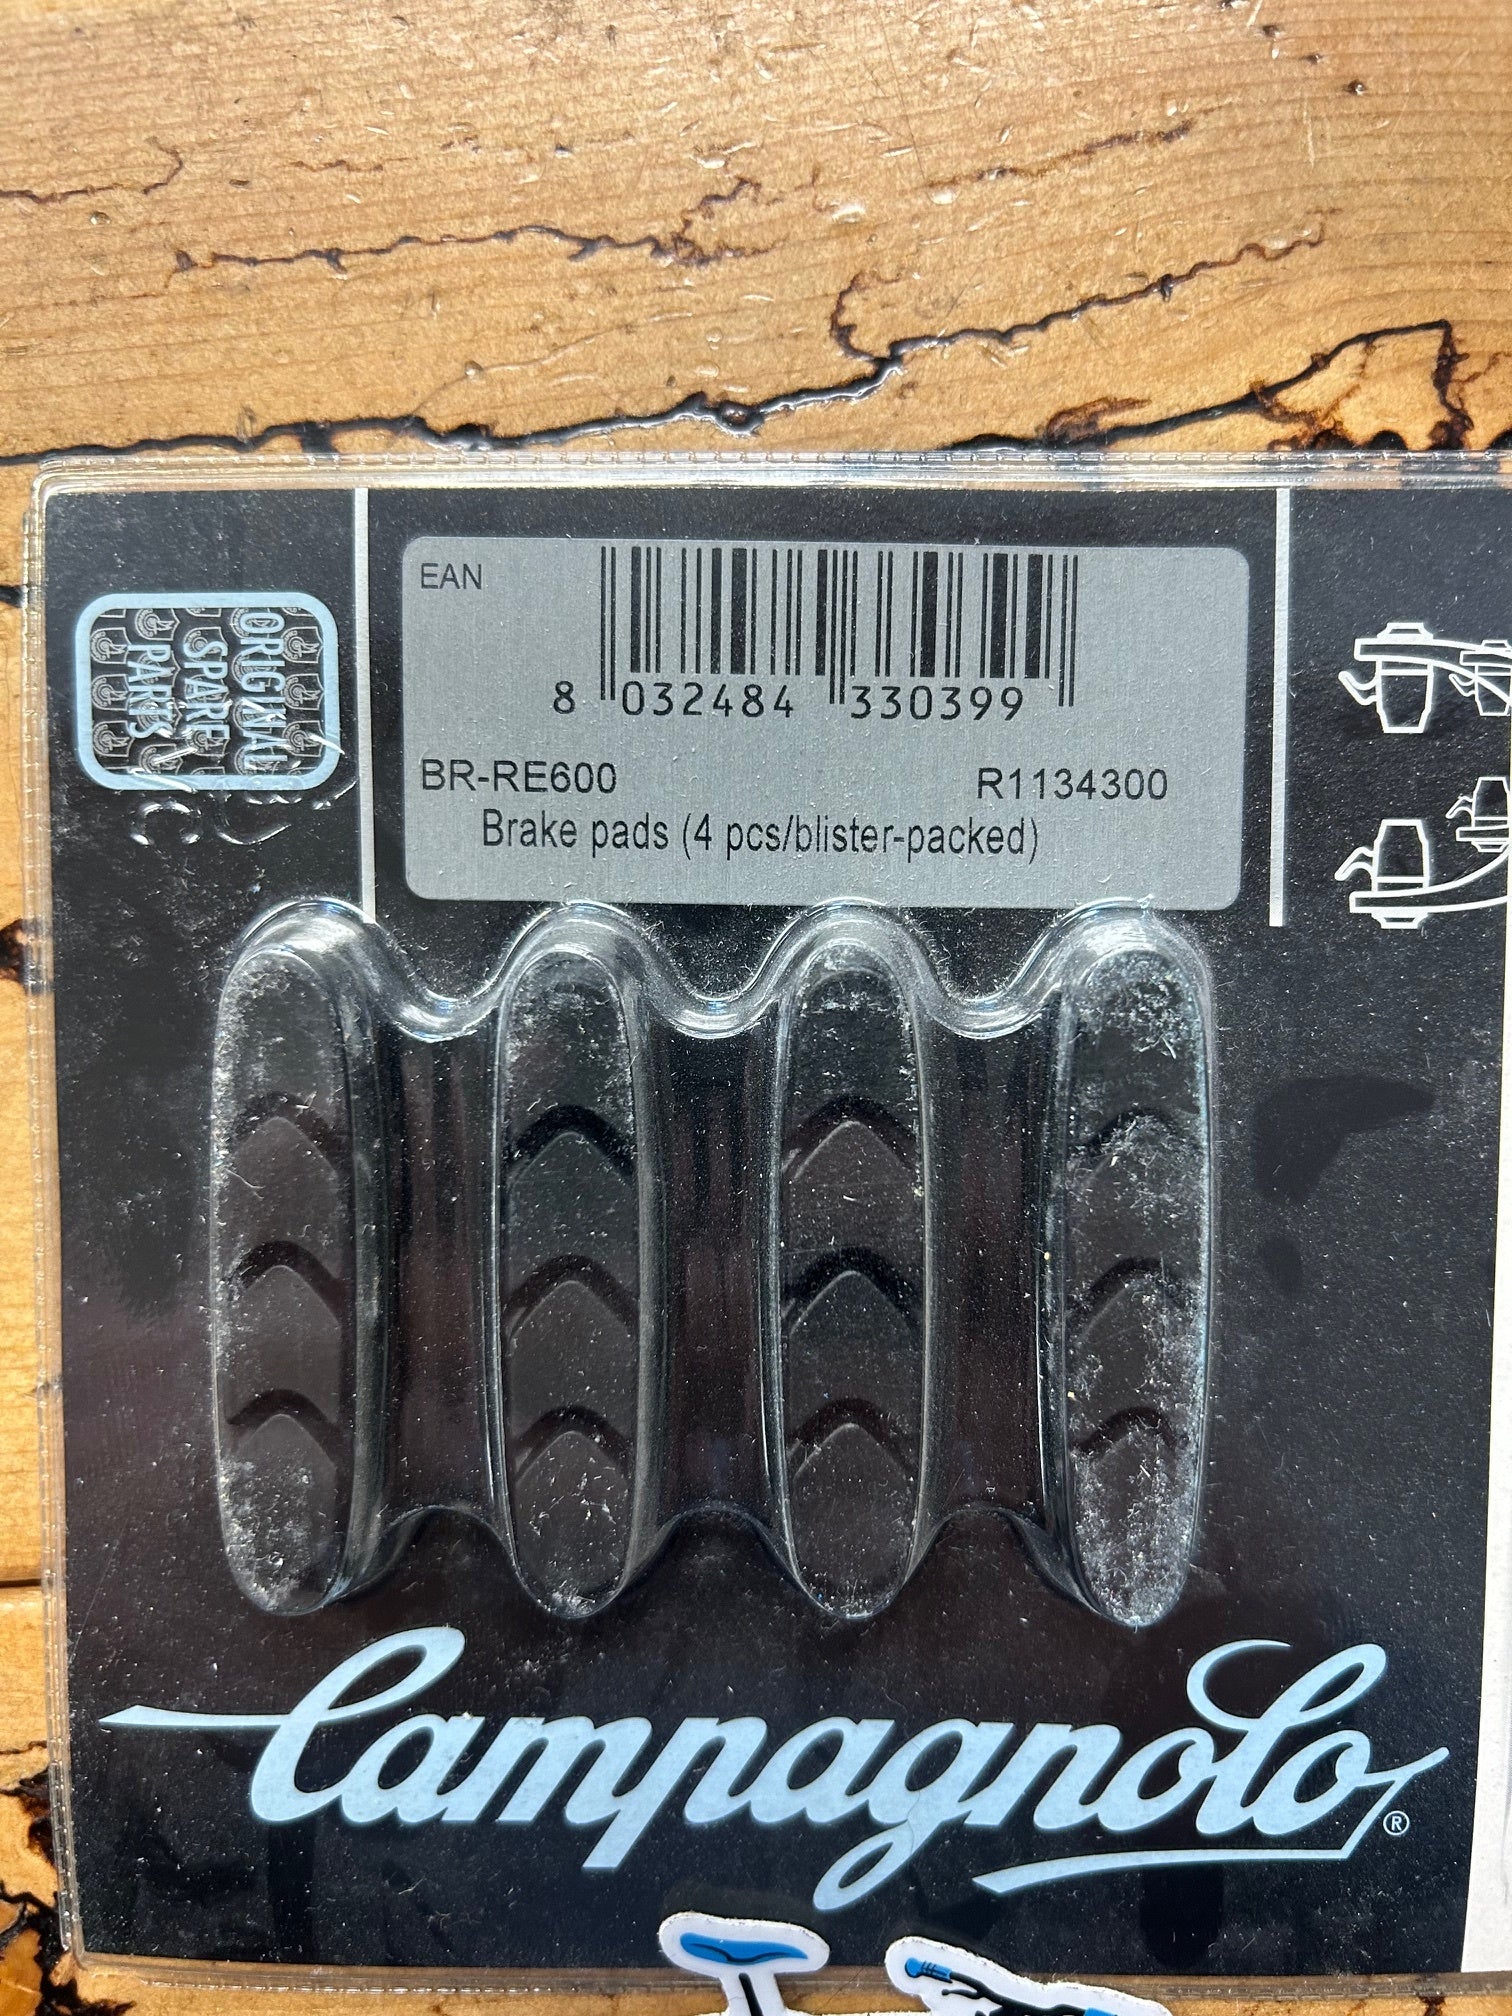 EAN
8 032484 330399
ORIGINAL
SPARE
PARTS
BR-RE600 R1134300
Brake pads (4 pcs/blister-packed)
Campagnolo®